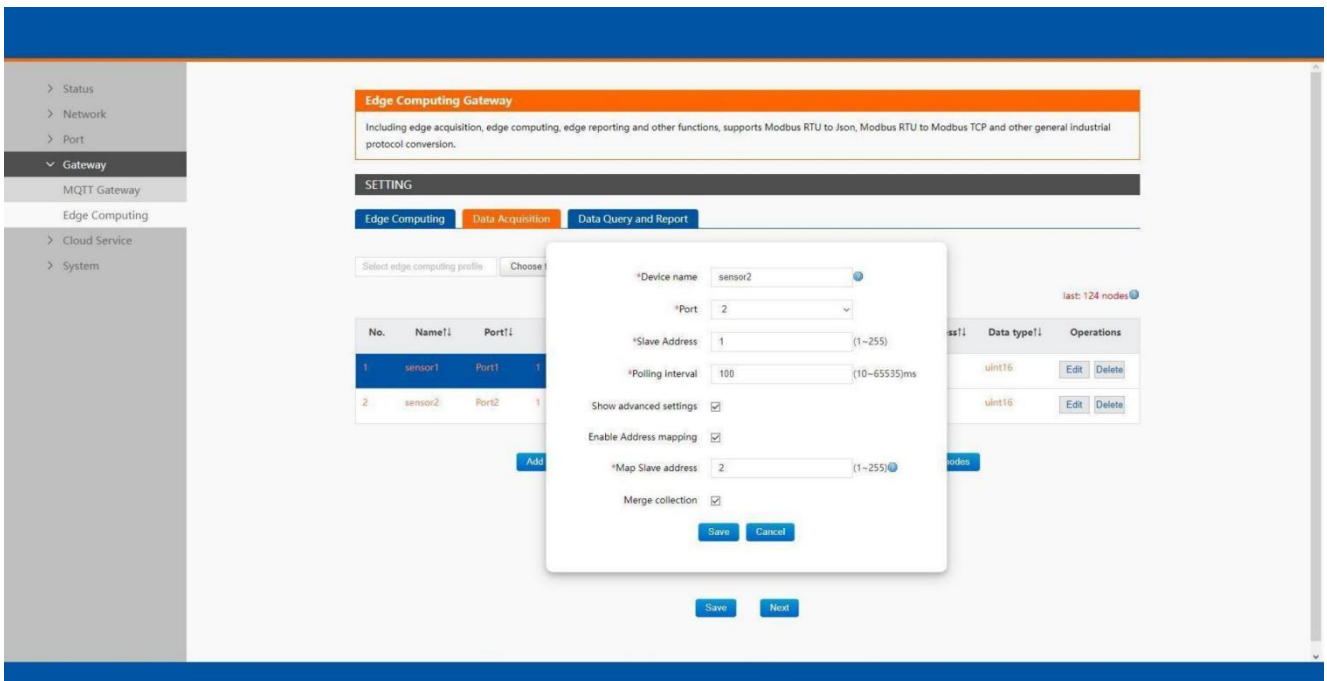 Status
Network
Port
Gateway
MQTT Gateway
Edge Computing
Cloud Service
System
Edge Computing Gateway
Including edge acquisition, edge computing, edge reporting and other functions, supports Modbus RTU to Json, Modbus RTU to Modbus TCP and other general industrial
protocol conversion.
SETTING
Edge Computing Data Acquisition Data Query and Report
Select edge computing profile Choose
last: 124 nodes
No. Name↑↓ Port↑↓ Data type↑↓ Operations
1 sensor1 Port1 1 uint16 Edit Delete
2 sensor2 Port2 1 uint16 Edit Delete
Add nodes
*Device name sensor2
*Port 2
*Slave Address 1 (1~255)
*Polling interval 100 (10~65535)ms
Show advanced settings
Enable Address mapping
*Map Slave address 2 (1~255)
Merge collection
Save Cancel
Save Next